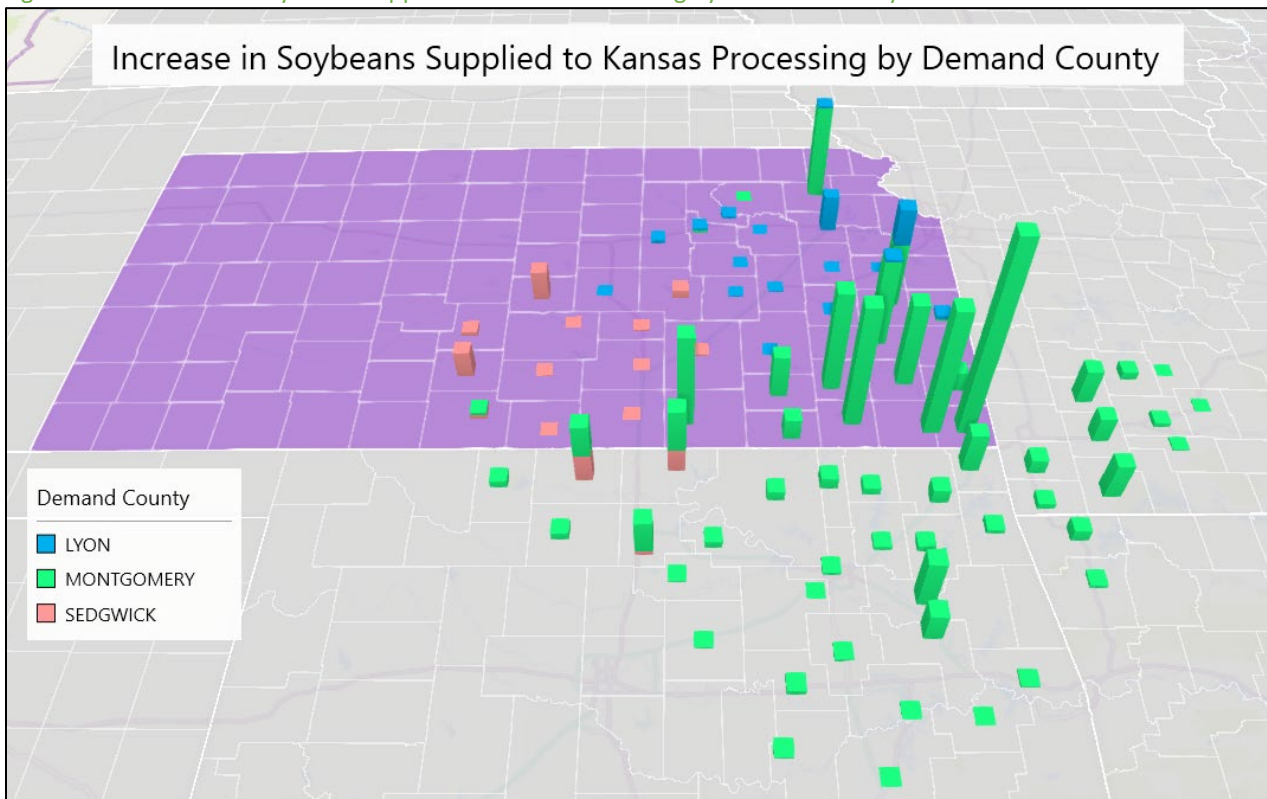 Increase in Soybeans Supplied to Kansas Processing by Demand County
Demand County
LYON
MONTGOMERY
SEDGWICK